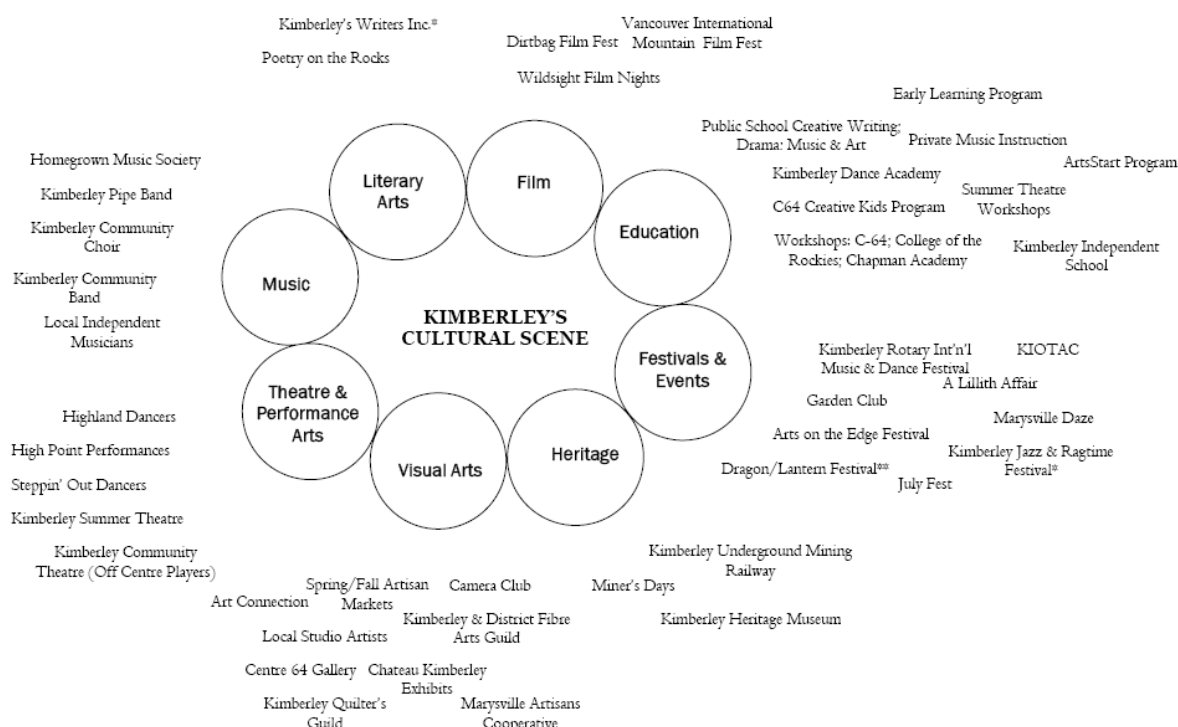 Kimberley's Writers Inc.*
Poetry on the Rocks
Dirtbag Film Fest
Vancouver International
Mountain Film Fest
Wildsight Film Nights
Early Learning Program
Public School Creative Writing;
Drama: Music & Art
Private Music Instruction
ArtsStart Program
Kimberley Dance Academy
Summer Theatre
Workshops
C64 Creative Kids Program
Workshops: C-64; College of the
Rockies; Chapman Academy
Kimberley Independent
School
Homegrown Music Society
Kimberley Pipe Band
Kimberley Community
Choir
Kimberley Community
Band
Local Independent
Musicians
Literary
Arts
Film
Education
Music
KIMBERLEY'S
CULTURAL SCENE
Festivals &
Events
Theatre &
Performance
Arts
Visual Arts
Heritage
Kimberley Rotary Int'n'l
Music & Dance Festival
KIOTAC
A Lillith Affair
Garden Club
Marysville Daze
Arts on the Edge Festival
Kimberley Jazz & Ragtime
Festival*
Dragon/Lantern Festival**
July Fest
Highland Dancers
High Point Performances
Steppin' Out Dancers
Kimberley Summer Theatre
Kimberley Community
Theatre (Off Centre Players)
Kimberley Underground Mining
Railway
Miner's Days
Kimberley Heritage Museum
Spring/Fall Artisan
Markets
Camera Club
Art Connection
Kimberley & District Fibre
Arts Guild
Local Studio Artists
Centre 64 Gallery
Chateau Kimberley
Exhibits
Kimberley Quilter's
Guild
Marysville Artisans
Cooperative